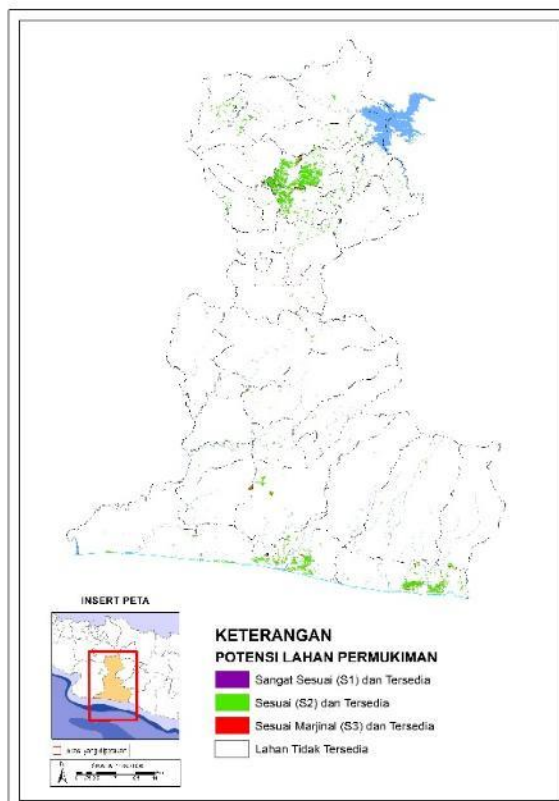 INSERT PETA
KETERANGAN
POTENSI LAHAN PERMUKIMAN
Sangat Sesuai (S1) dan Tersedia
Sesuai (S2) dan Tersedia
Sesuai Marjinal (S3) dan Tersedia
Lahan Tidak Tersedia
N